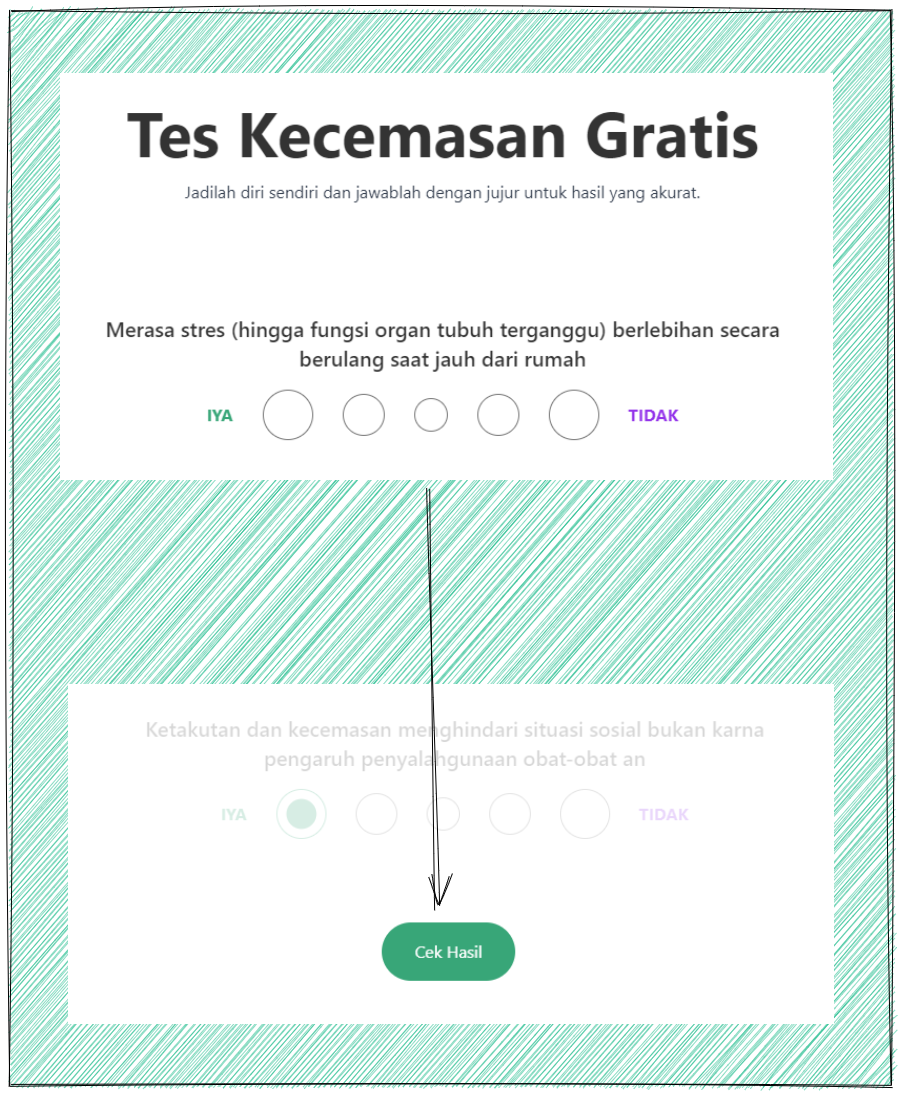 Tes Kecemasan Gratis
Jadilah diri sendiri dan jawablah dengan jujur untuk hasil yang akurat.
Merasa stres (hingga fungsi organ tubuh terganggu) berlebihan secara
berulang saat jauh dari rumah
IYA TIDAK
Ketakutan dan kecemasan menghindari situasi sosial bukan karna
pengaruh penyalahgunaan obat-obat an
IYA TIDAK
Cek Hasil